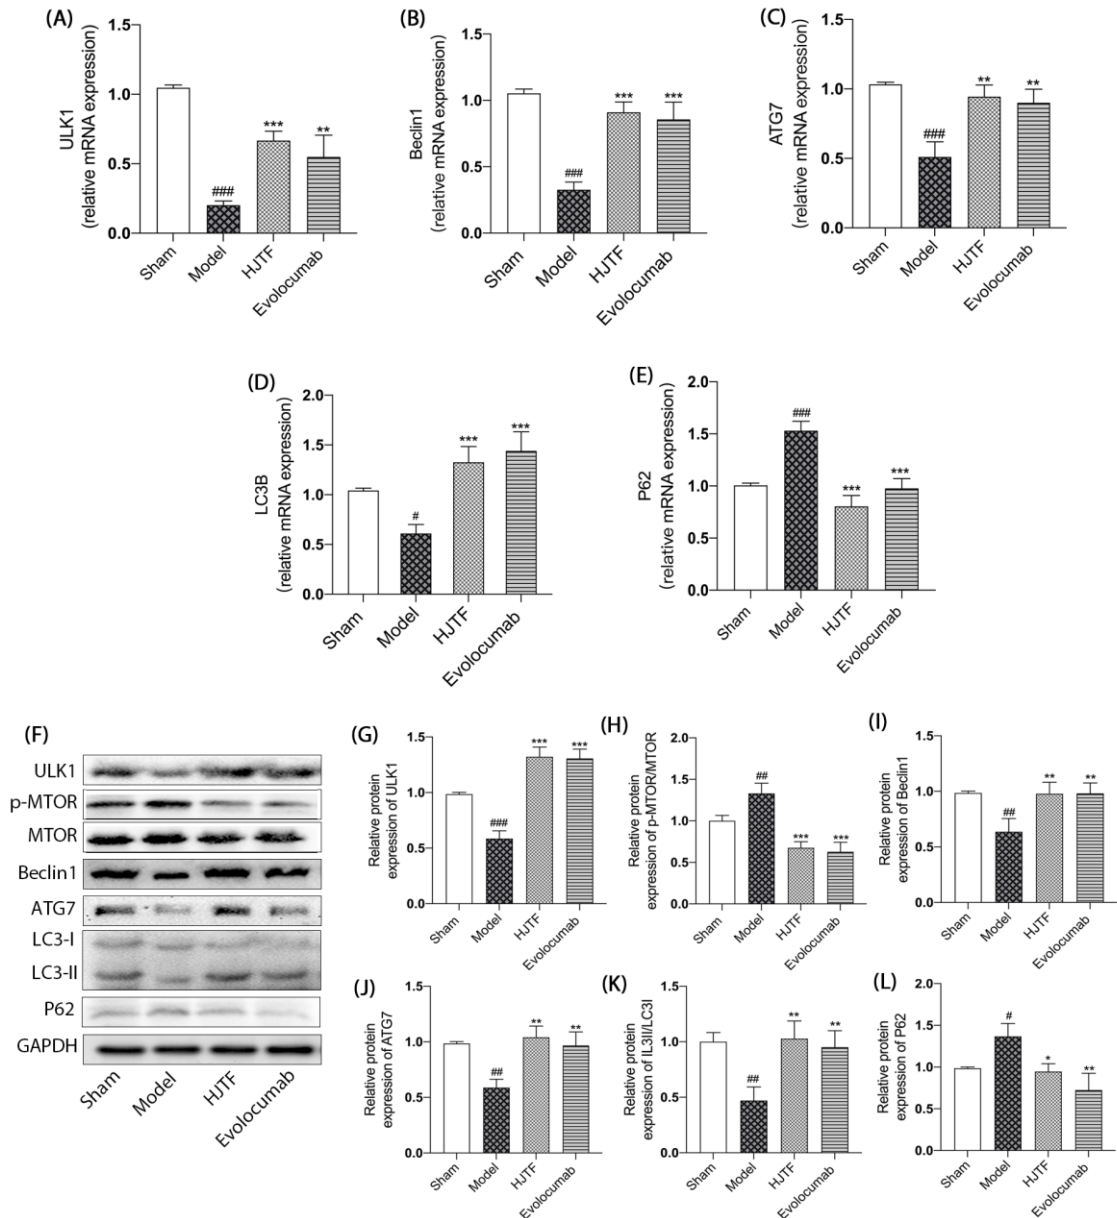 (A)
ULK1
(relative mRNA expression)
1.5
1.0
0.5
0.0
###
***
**
Sham
Model
HJTF
Evolocumab
(B)
Beclin1
(relative mRNA expression)
1.5
1.0
0.5
0.0
###
***
***
Sham
Model
HJTF
Evolocumab
(C)
ATG7
(relative mRNA expression)
1.5
1.0
0.5
0.0
###
**
**
Sham
Model
HJTF
Evolocumab
(D)
LC3B
(relative mRNA expression)
2.0
1.5
1.0
0.5
0.0
#
***
***
Sham
Model
HJTF
Evolocumab
(E)
P62
(relative mRNA expression)
2.0
1.5
1.0
0.5
0.0
###
***
***
Sham
Model
HJTF
Evolocumab
(F)
ULK1
p-MTOR
MTOR
Beclin1
ATG7
LC3-I
LC3-II
P62
GAPDH
Sham
Model
HJTF
Evolocumab
(G)
Relative protein
expression of ULK1
1.5
1.0
0.5
0.0
###
***
***
Sham
Model
HJTF
Evolocumab
(H)
Relative protein
expression of p-MTOR/MTOR
2.0
1.5
1.0
0.5
0.0
##
***
***
Sham
Model
HJTF
Evolocumab
(I)
Relative protein
expression of Beclin1
1.5
1.0
0.5
0.0
##
**
**
Sham
Model
HJTF
Evolocumab
(J)
Relative protein
expression of ATG7
1.5
1.0
0.5
0.0
##
**
**
Sham
Model
HJTF
Evolocumab
(K)
Relative protein
expression of IL3II/LC3I
1.5
1.0
0.5
0.0
##
**
**
Sham
Model
HJTF
Evolocumab
(L)
Relative protein
expression of P62
2.0
1.5
1.0
0.5
0.0
#
*
**
Sham
Model
HJTF
Evolocumab